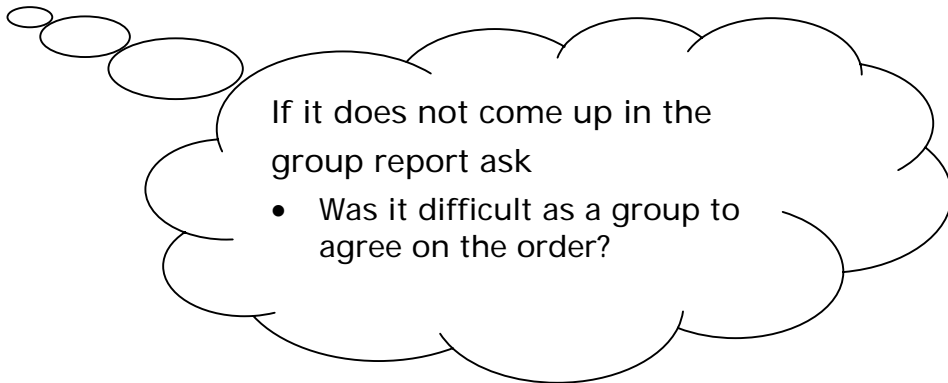 If it does not come up in the
group report ask
• Was it difficult as a group to
agree on the order?